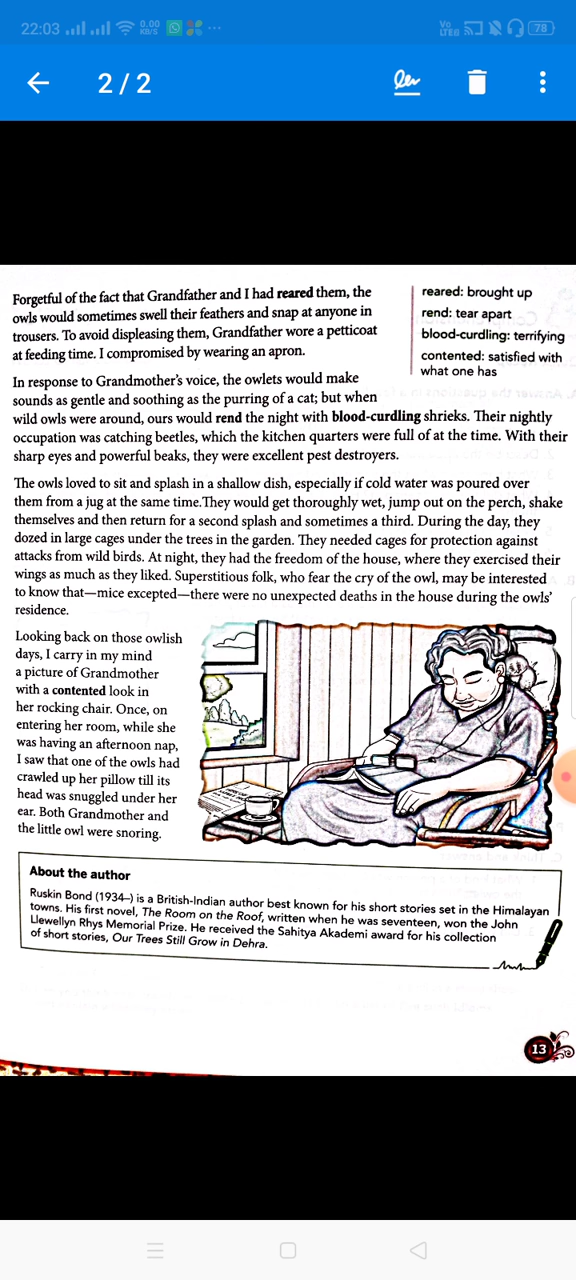 22:03
0.00
KB/S
Vo
LTE
78
2 / 2
Forgetful of the fact that Grandfather and I had reared them, the
owls would sometimes swell their feathers and snap at anyone in
trousers. To avoid displeasing them, Grandfather wore a petticoat
at feeding time. I compromised by wearing an apron.
reared: brought up
rend: tear apart
blood-curdling: terrifying
contented: satisfied with
what one has
In response to Grandmother's voice, the owlets would make
sounds as gentle and soothing as the purring of a cat; but when
wild owls were around, ours would rend the night with blood-curdling shrieks. Their nightly
occupation was catching beetles, which the kitchen quarters were full of at the time. With their
sharp eyes and powerful beaks, they were excellent pest destroyers.
The owls loved to sit and splash in a shallow dish, especially if cold water was poured over
them from a jug at the same time.They would get thoroughly wet, jump out on the perch, shake
themselves and then return for a second splash and sometimes a third. During the day, they
dozed in large cages under the trees in the garden. They needed cages for protection against
attacks from wild birds. At night, they had the freedom of the house, where they exercised their
wings as much as they liked. Superstitious folk, who fear the cry of the owl, may be interested
to know that—mice excepted—there were no unexpected deaths in the house during the owls'
residence.
Looking back on those owlish
days, I carry in my mind
a picture of Grandmother
with a contented look in
her rocking chair. Once, on
entering her room, while she
was having an afternoon nap,
I saw that one of the owls had
crawled up her pillow till its
head was snuggled under her
ear. Both Grandmother and
the little owl were snoring.
About the author
Ruskin Bond (1934–) is a British-Indian author best known for his short stories set in the Himalayan
towns. His first novel, The Room on the Roof, written when he was seventeen, won the John
Llewellyn Rhys Memorial Prize. He received the Sahitya Akademi award for his collection
of short stories, Our Trees Still Grow in Dehra.
13